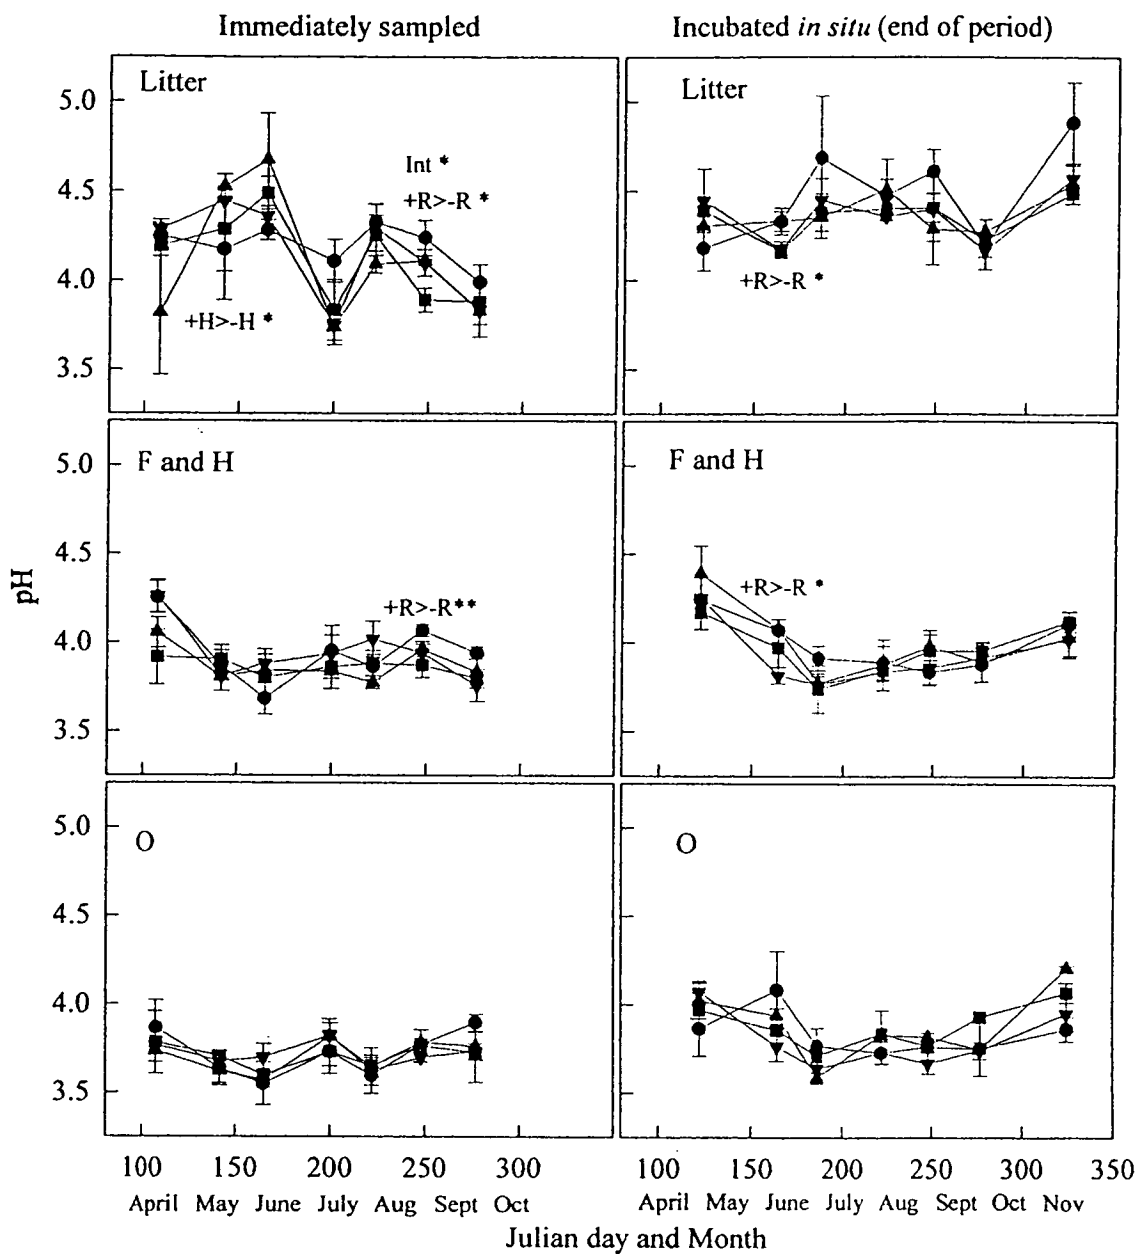 Immediately sampled
Incubated in situ (end of period)
Litter
Int *
+R>-R *
+H>-H *
Litter
+R>-R *
5.0
4.5
4.0
3.5
F and H
+R>-R**
F and H
+R>-R *
5.0
4.5
4.0
3.5
pH
O
O
5.0
4.5
4.0
3.5
100 150 200 250 300
100 150 200 250 300 350
April May June July Aug Sept Oct
April May June July Aug Sept Oct Nov
Julian day and Month